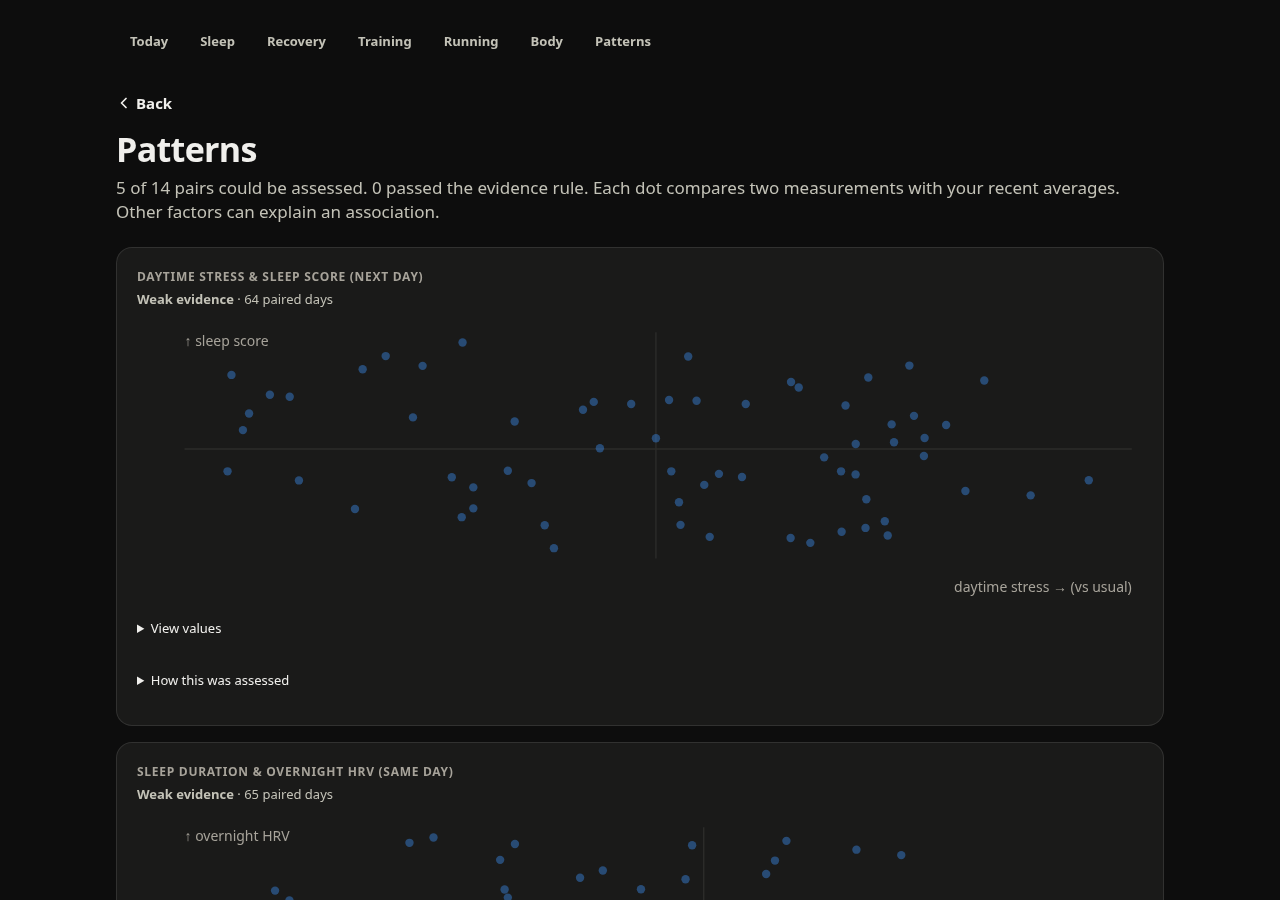 Today Sleep Recovery Training Running Body Patterns
Back
Patterns
5 of 14 pairs could be assessed. 0 passed the evidence rule. Each dot compares two measurements with your recent averages.
Other factors can explain an association.
DAYTIME STRESS & SLEEP SCORE (NEXT DAY)
Weak evidence · 64 paired days
↑ sleep score
daytime stress → (vs usual)
▶ View values
▶ How this was assessed
SLEEP DURATION & OVERNIGHT HRV (SAME DAY)
Weak evidence · 65 paired days
↑ overnight HRV